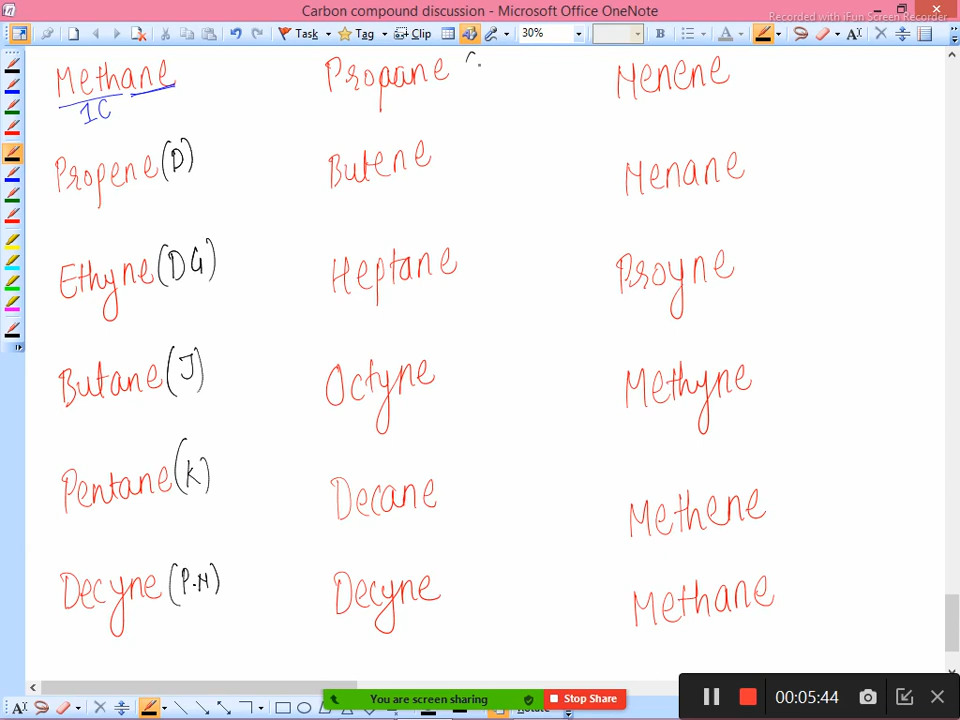 Carbon compound discussion - Microsoft Office OneNote
Recorded with iFun Screen Recorder
Task Tag Clip 30% B A
Methane Propane ( Henene
1C
Propene (D) Butene Henane
Ethyne (DG) Heptane Proyne
Butane (J) Octyne Methyne
Pentane (K) Decane Methene
Decyne (P.N) Decyne Methane
You are screen sharing Stop Share
00:05:44